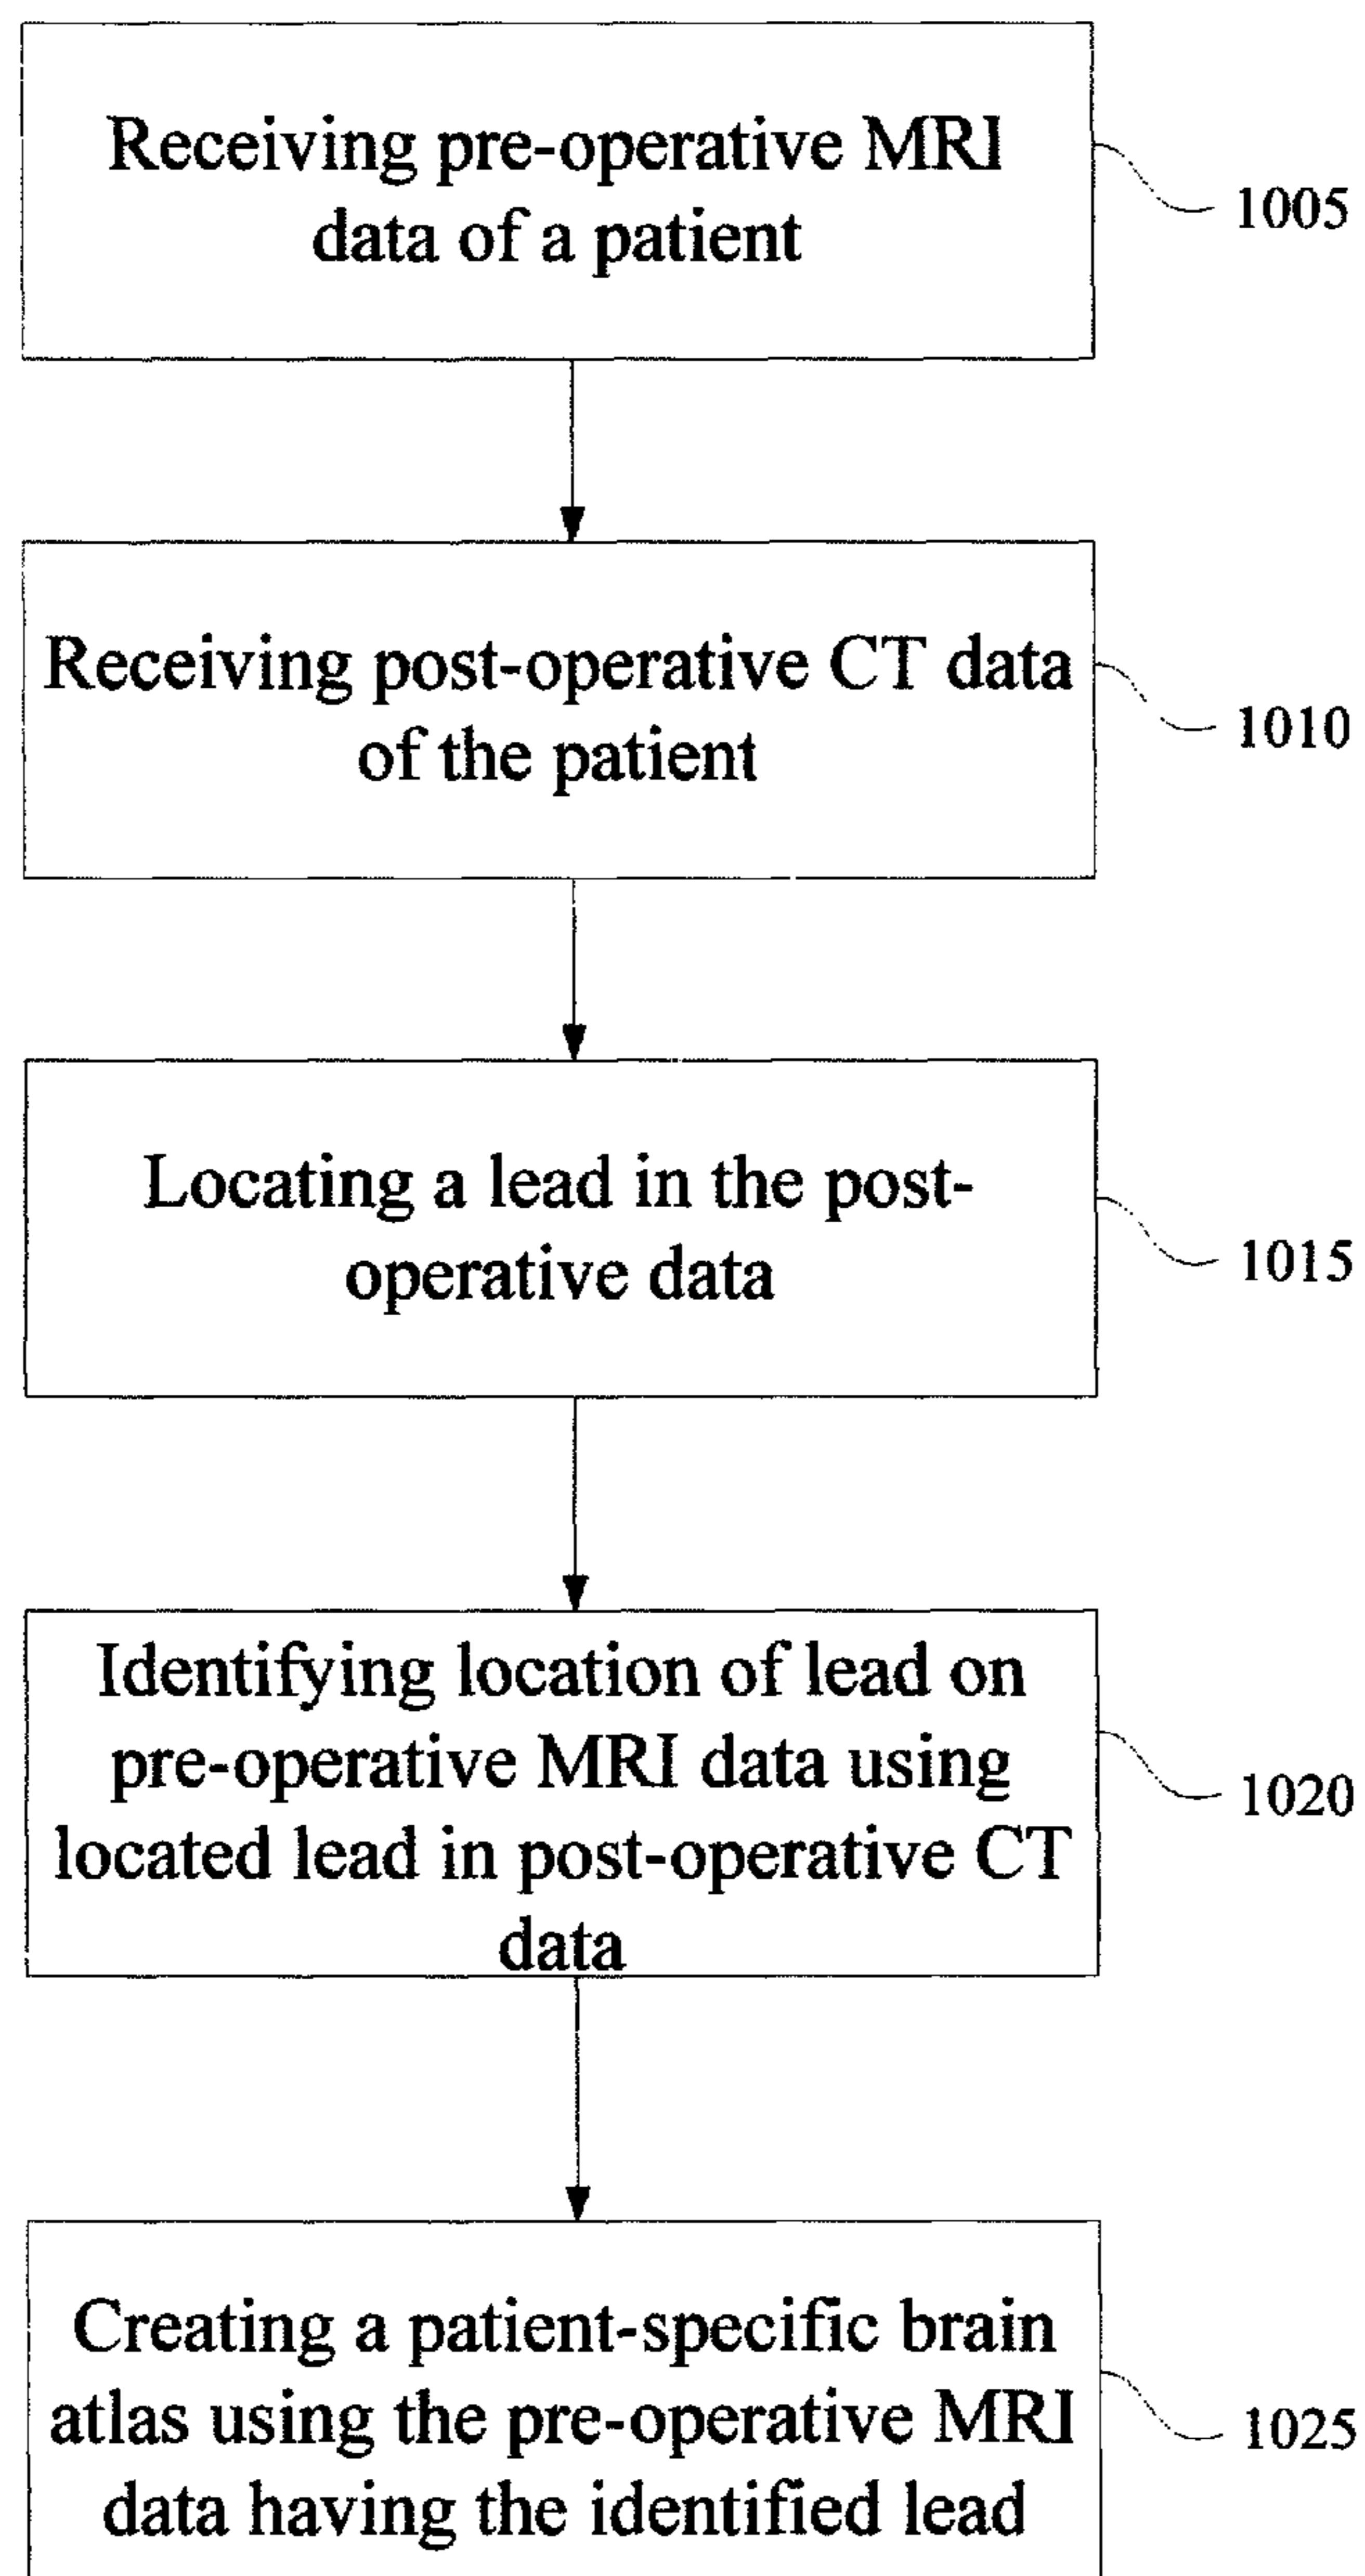 Receiving pre-operative MRI
data of a patient
1005
Receiving post-operative CT data
of the patient
1010
Locating a lead in the post-
operative data
1015
Identifying location of lead on
pre-operative MRI data using
located lead in post-operative CT
data
1020
Creating a patient-specific brain
atlas using the pre-operative MRI
data having the identified lead
1025